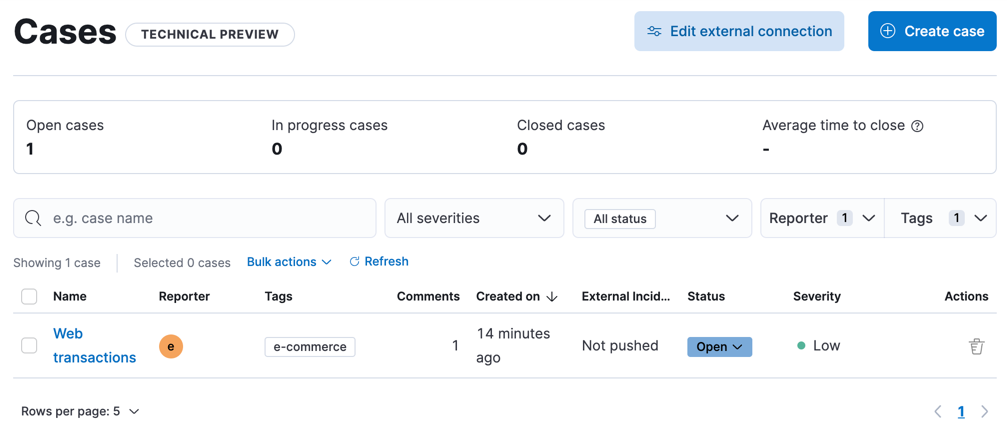 Cases TECHNICAL PREVIEW Edit external connection Create case
Open cases In progress cases Closed cases Average time to close
1 0 0 -
e.g. case name All severities All status Reporter 1 Tags 1
Showing 1 case Selected 0 cases Bulk actions Refresh
Name Reporter Tags Comments Created on External Incid... Status Severity Actions
Web transactions e e-commerce 1 14 minutes ago Not pushed Open Low
Rows per page: 5 1